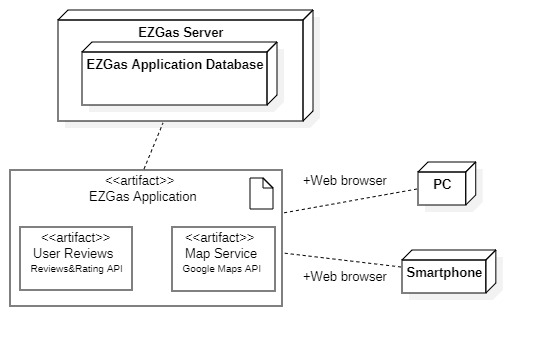 EZGas Server
EZGas Application Database
<<artifact>>
EZGas Application
+Web browser
PC
<<artifact>>
User Reviews
Reviews&Rating API
<<artifact>>
Map Service
Google Maps API
+Web browser
Smartphone